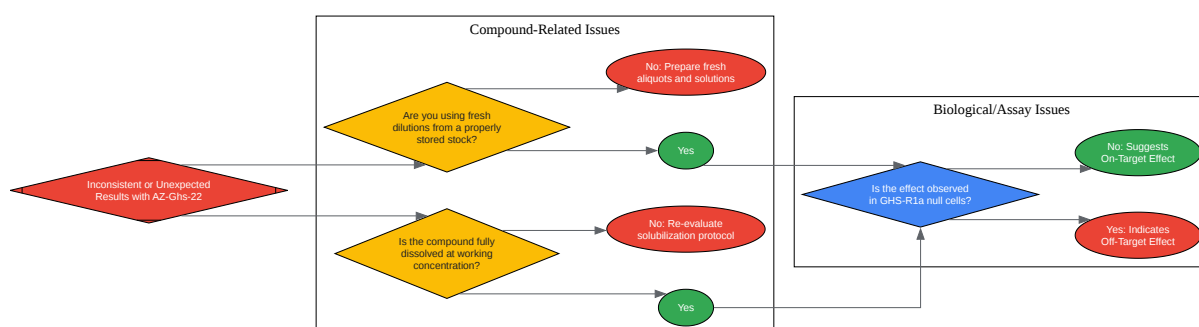 Compound-Related Issues
No: Prepare fresh
aliquots and solutions
Are you using fresh
dilutions from a properly
stored stock?
Yes
Inconsistent or Unexpected
Results with AZ-Ghs-22
No: Re-evaluate
solubilization protocol
Is the compound fully
dissolved at working
concentration?
Yes
Biological/Assay Issues
No: Suggests
On-Target Effect
Is the effect observed
in GHS-R1a null cells?
Yes: Indicates
Off-Target Effect